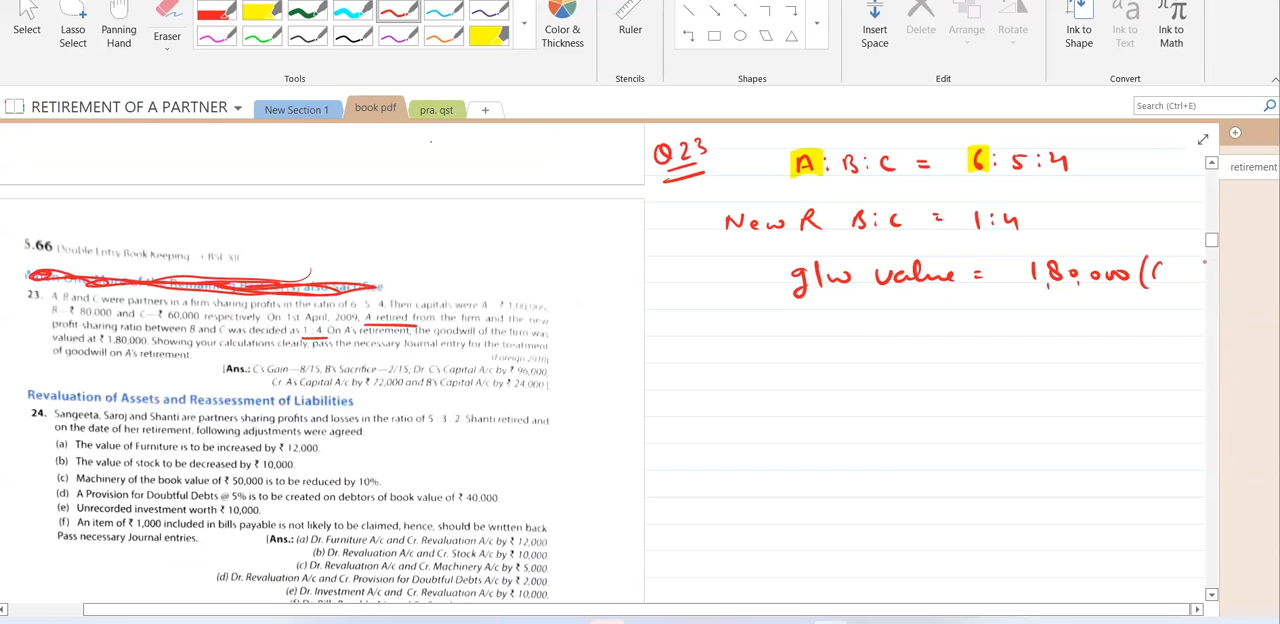 Select
Lasso Select
Panning Hand
Eraser
Color & Thickness
Ruler
Insert Space
Delete
Arrange
Rotate
Ink to Shape
Ink to Text
Ink to Math
Tools
Stencils
Shapes
Edit
Convert
RETIREMENT OF A PARTNER
New Section 1
book pdf
pra. qst
Search (Ctrl+E)
retirement
5.66 Double Entry Book Keeping
23. A B and C were partners in a firm sharing profits in the ratio of 6 5 4. Their capitals were A
B—₹ 80,000 and C—₹ 60,000 respectively. On 1st April, 2009, A retired from the firm and the new
profit-sharing ratio between B and C was decided as 1 : 4. On A's retirement, the goodwill of the firm was
valued at ₹ 1,80,000. Showing your calculations clearly, pass the necessary Journal entry for the treatment
of goodwill on A's retirement.
(Foreign 2010)
[Ans.: C's Gain—8/15, B's Sacrifice—2/15, Dr. C's Capital A/c by ₹ 96,000
Cr. A's Capital A/c by ₹ 72,000 and B's Capital A/c by ₹ 24,000]
Revaluation of Assets and Reassessment of Liabilities
24. Sangeeta, Saroj and Shanti are partners sharing profits and losses in the ratio of 5 : 3 2 Shanti retired and
on the date of her retirement, following adjustments were agreed:
(a) The value of Furniture is to be increased by ₹ 12,000.
(b) The value of stock to be decreased by ₹ 10,000.
(c) Machinery of the book value of ₹ 50,000 is to be reduced by 10%.
(d) A Provision for Doubtful Debts @ 5% is to be created on debtors of book value of ₹ 40,000.
(e) Unrecorded investment worth ₹ 10,000.
(f) An item of ₹ 1,000 included in bills payable is not likely to be claimed, hence, should be written back
Pass necessary Journal entries.
[Ans.: (a) Dr. Furniture A/c and Cr. Revaluation A/c by ₹ 12,000
(b) Dr. Revaluation A/c and Cr. Stock A/c by ₹ 10,000
(c) Dr. Revaluation A/c and Cr. Machinery A/c by ₹ 5,000
(d) Dr. Revaluation A/c and Cr. Provision for Doubtful Debts A/c by ₹ 2,000
(e) Dr. Investment A/c and Cr. Revaluation A/c by ₹ 10,000
Q23
A : B : C = 6 : 5 : 4
New R B : C = 1 : 4
g/w value = 1,80,000 (